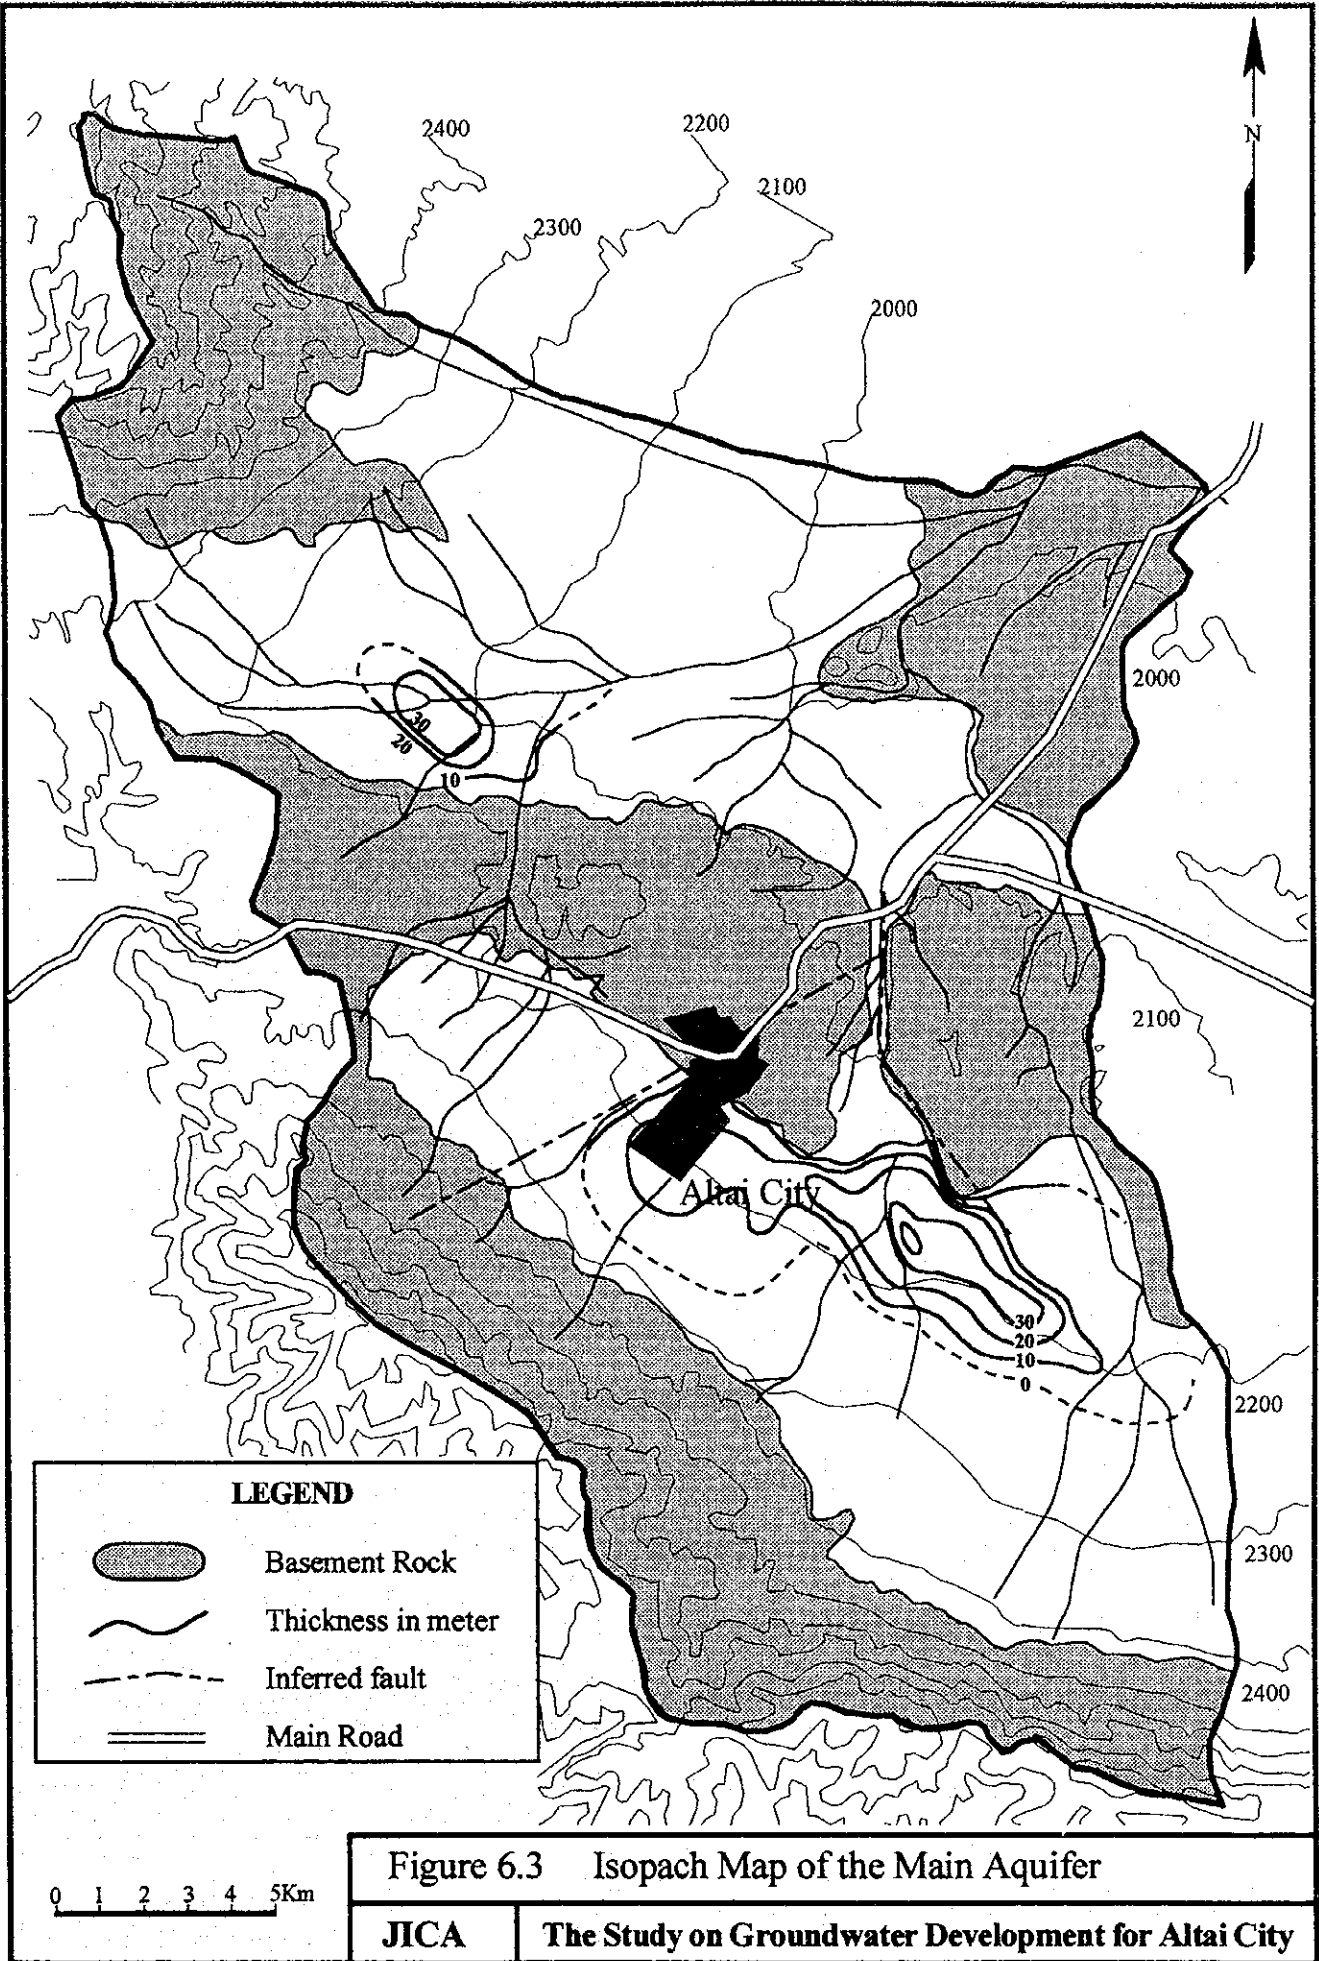 N
2400
2200
2100
2300
2000
2000
30
20
10
2100
Altai City
30
20
10
0
2200
2300
2400
LEGEND
Basement Rock
Thickness in meter
Inferred fault
Main Road
0 1 2 3 4 5Km
Figure 6.3 Isopach Map of the Main Aquifer
JICA
The Study on Groundwater Development for Altai City